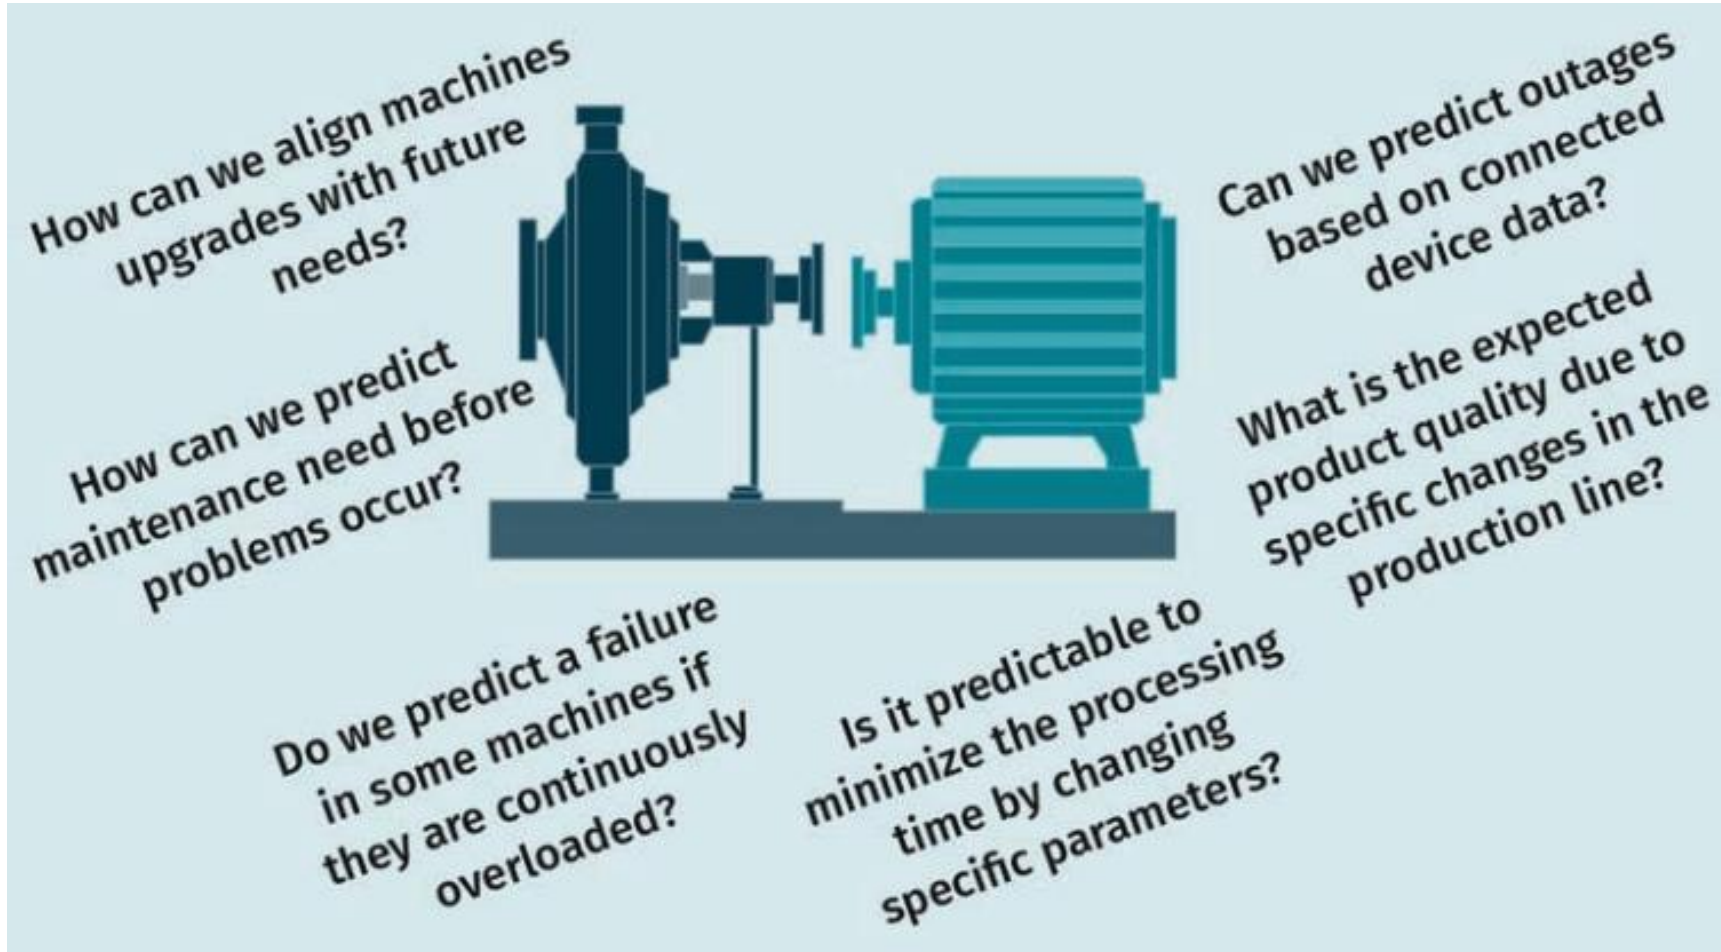 How can we align machines
upgrades with future
needs?
Can we predict outages
based on connected
device data?
How can we predict
maintenance need before
problems occur?
What is the expected
product quality due to
specific changes in the
production line?
Do we predict a failure
in some machines if
they are continuously
overloaded?
Is it predictable to
minimize the processing
time by changing
specific parameters?